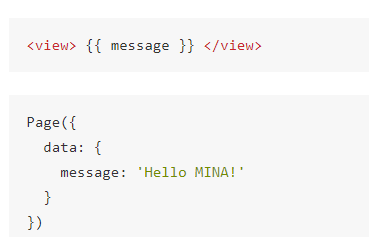 <view> {{ message }} </view>
Page({
  data: {
    message: 'Hello MINA!'
  }
})